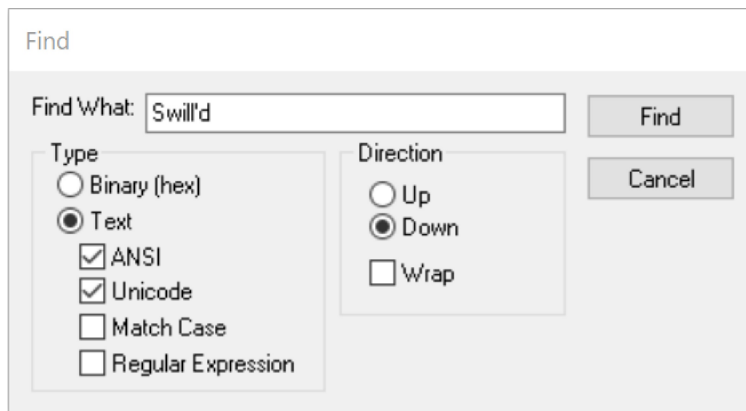 Find
Find What: Swill'd
Find
Cancel
Type
Binary (hex)
Text
ANSI
Unicode
Match Case
Regular Expression
Direction
Up
Down
Wrap